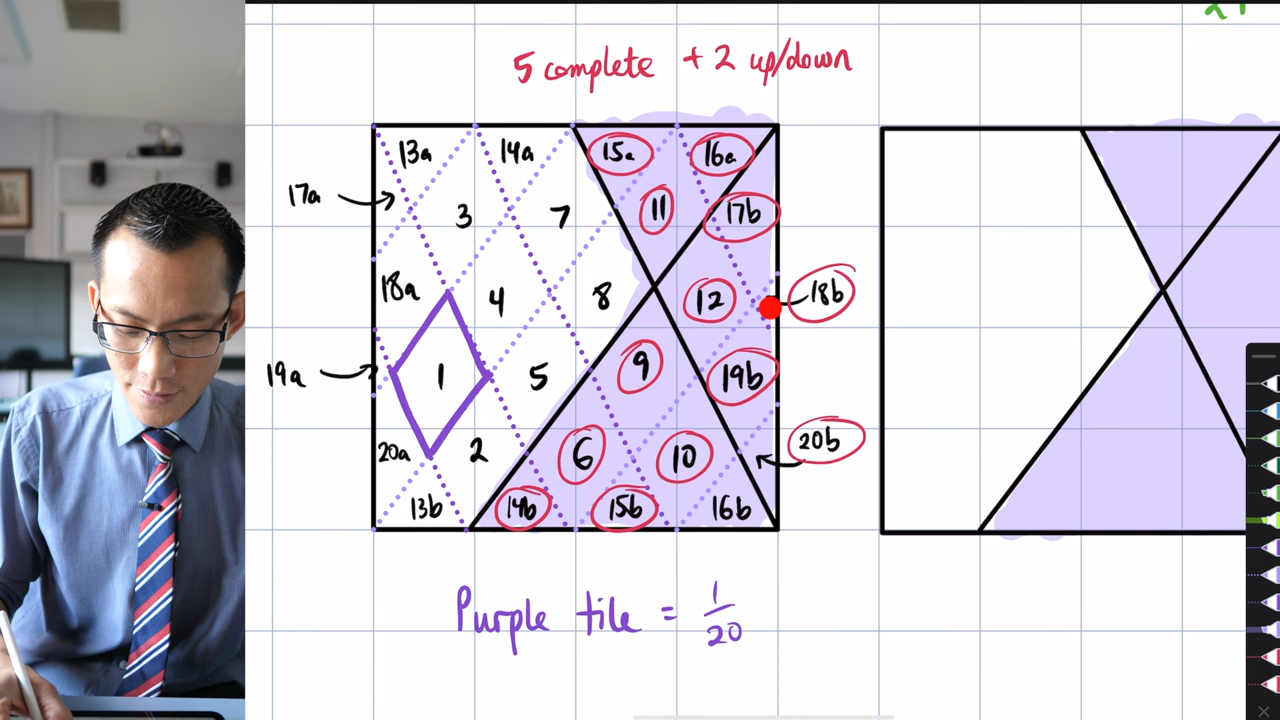 5 complete + 2 up/down
13a 14a 15a 16a
17a 3 7 11 17b
18a 4 8 12 18b
19a 1 5 9 19b
20a 2 6 10 20b
13b 14b 15b 16b
Purple tile = 1/20